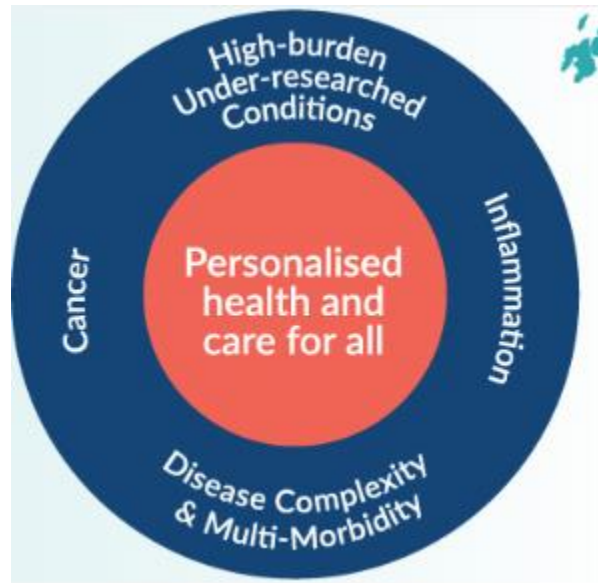 High-burden
Under-researched
Conditions
Inflammation
Disease Complexity
& Multi-Morbidity
Cancer
Personalised
health and
care for all